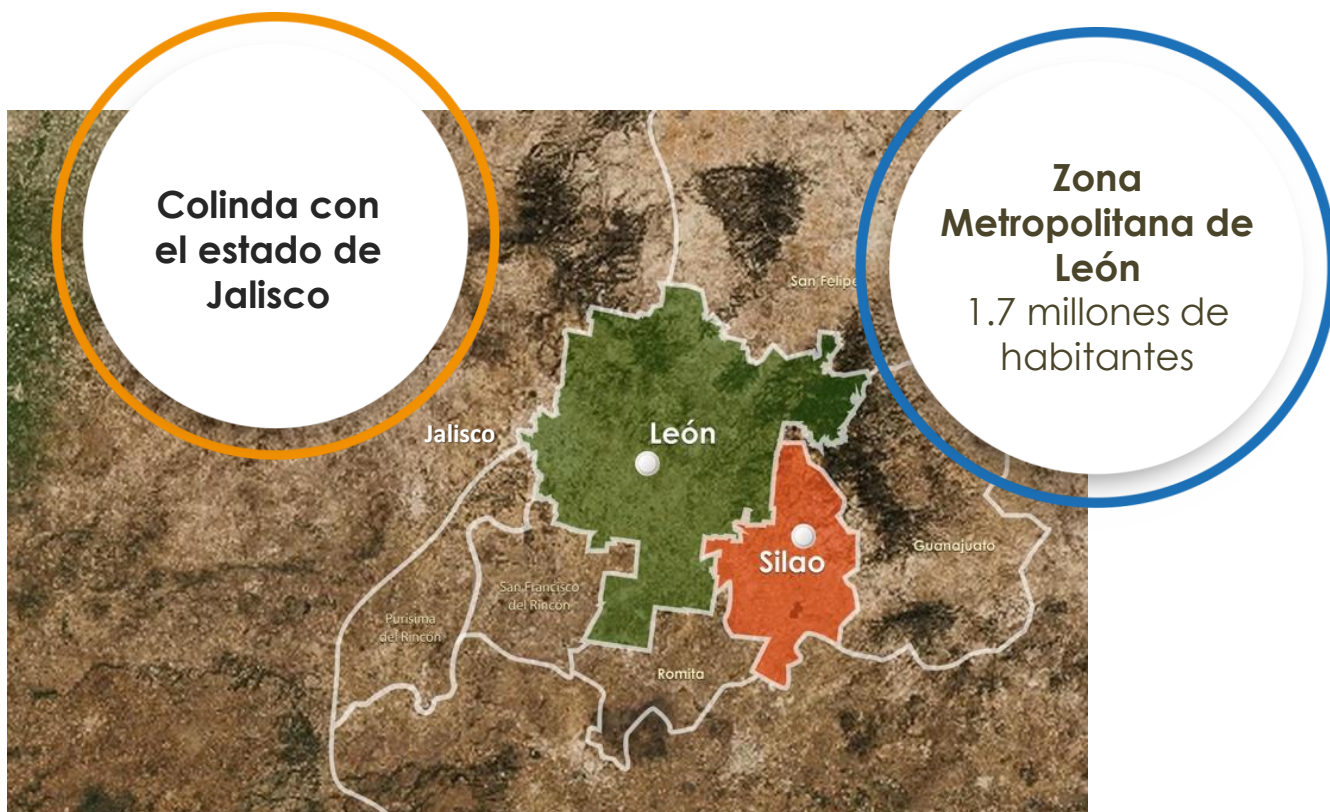 Colinda con
el estado de
Jalisco
Zona
Metropolitana de
León
1.7 millones de
habitantes
San Felipe
Jalisco
León
Silao
Guanajuato
San Francisco
del Rincón
Purísima
del Rincón
Romita